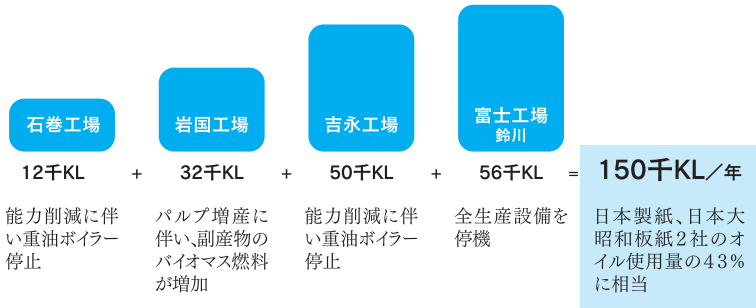 石巻工場
岩国工場
吉永工場
富士工場
鈴川
12千KL + 32千KL + 50千KL + 56千KL = 150千KL／年
能力削減に伴
い重油ボイラー
停止
パルプ増産に
伴い、副産物の
バイオマス燃料
が増加
能力削減に伴
い重油ボイラー
停止
全生産設備を
停機
日本製紙、日本大
昭和板紙2社のオ
イル使用量の43%
に相当